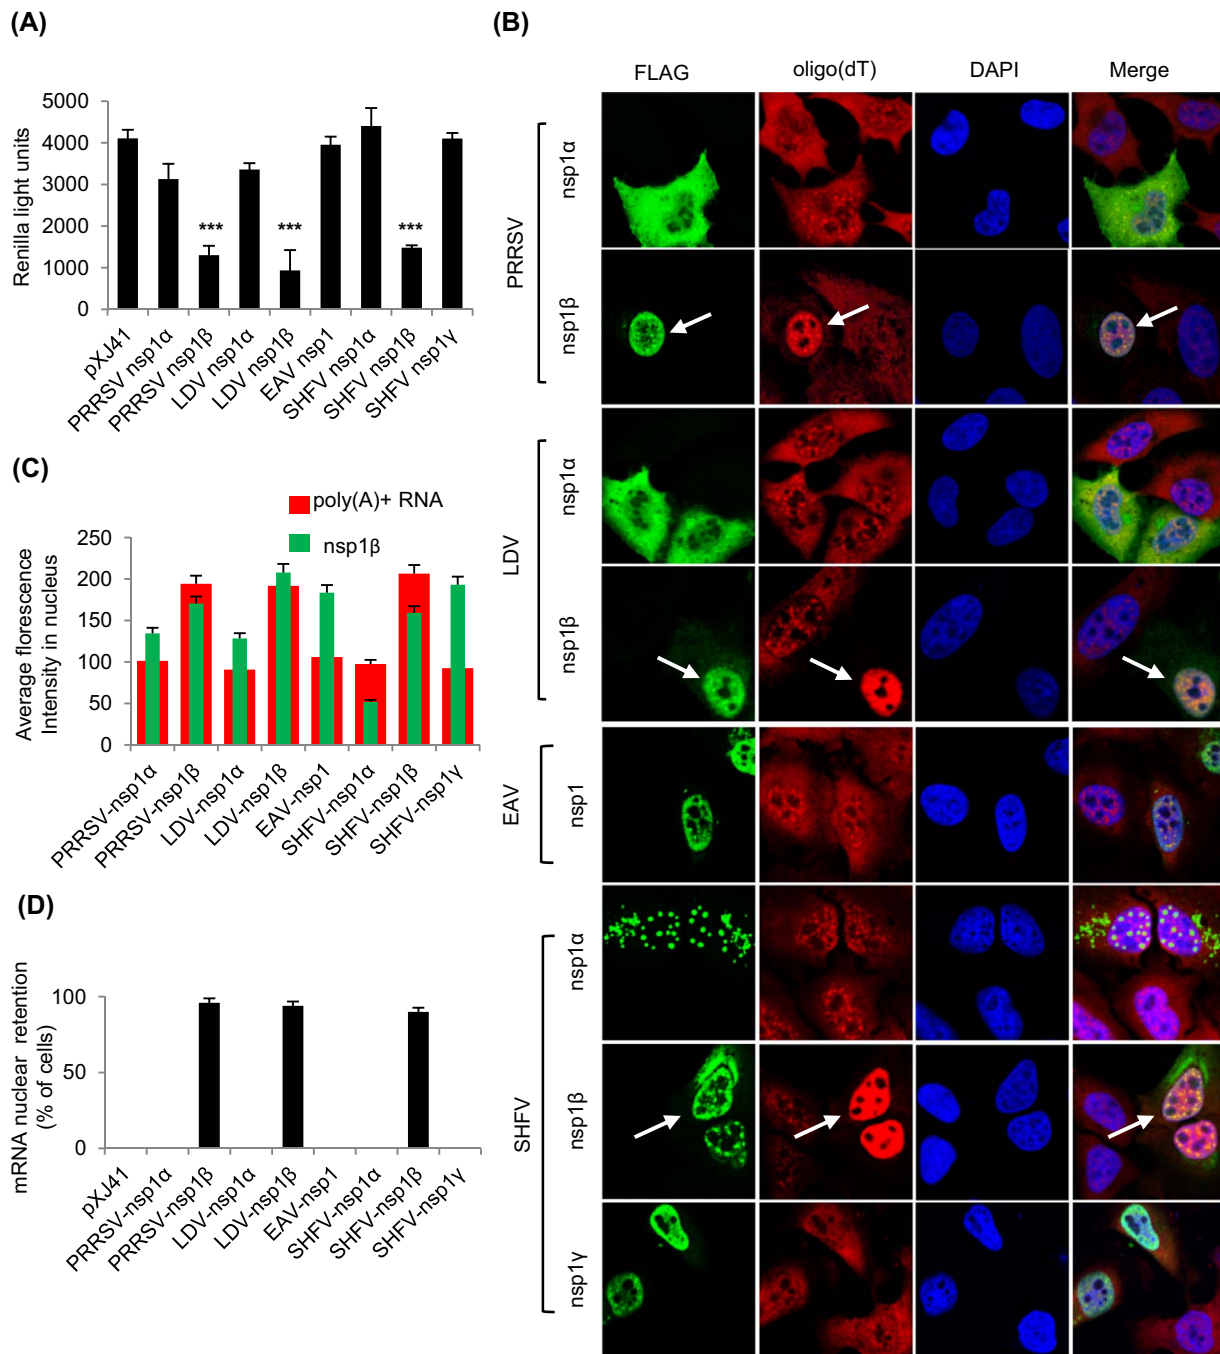 (A)
Renilla light units
5000
4000
3000
2000
1000
0
***
***
***
pXJ41
PRRSV nsp1α
PRRSV nsp1β
LDV nsp1α
LDV nsp1β
EAV nsp1
SHFV nsp1α
SHFV nsp1β
SHFV nsp1γ
(B)
FLAG oligo(dT) DAPI Merge
PRRSV
nsp1α
nsp1β
LDV
nsp1α
nsp1β
EAV
nsp1
SHFV
nsp1α
nsp1β
nsp1γ
(C)
poly(A)+ RNA
nsp1β
Average florescence
Intensity in nucleus
250
200
150
100
50
0
PRRSV-nsp1α
PRRSV-nsp1β
LDV-nsp1α
LDV-nsp1β
EAV-nsp1
SHFV-nsp1α
SHFV-nsp1β
SHFV-nsp1γ
(D)
mRNA nuclear retention
(% of cells)
100
50
0
pXJ41
PRRSV-nsp1α
PRRSV-nsp1β
LDV-nsp1α
LDV-nsp1β
EAV-nsp1
SHFV-nsp1α
SHFV-nsp1β
SHFV-nsp1γ